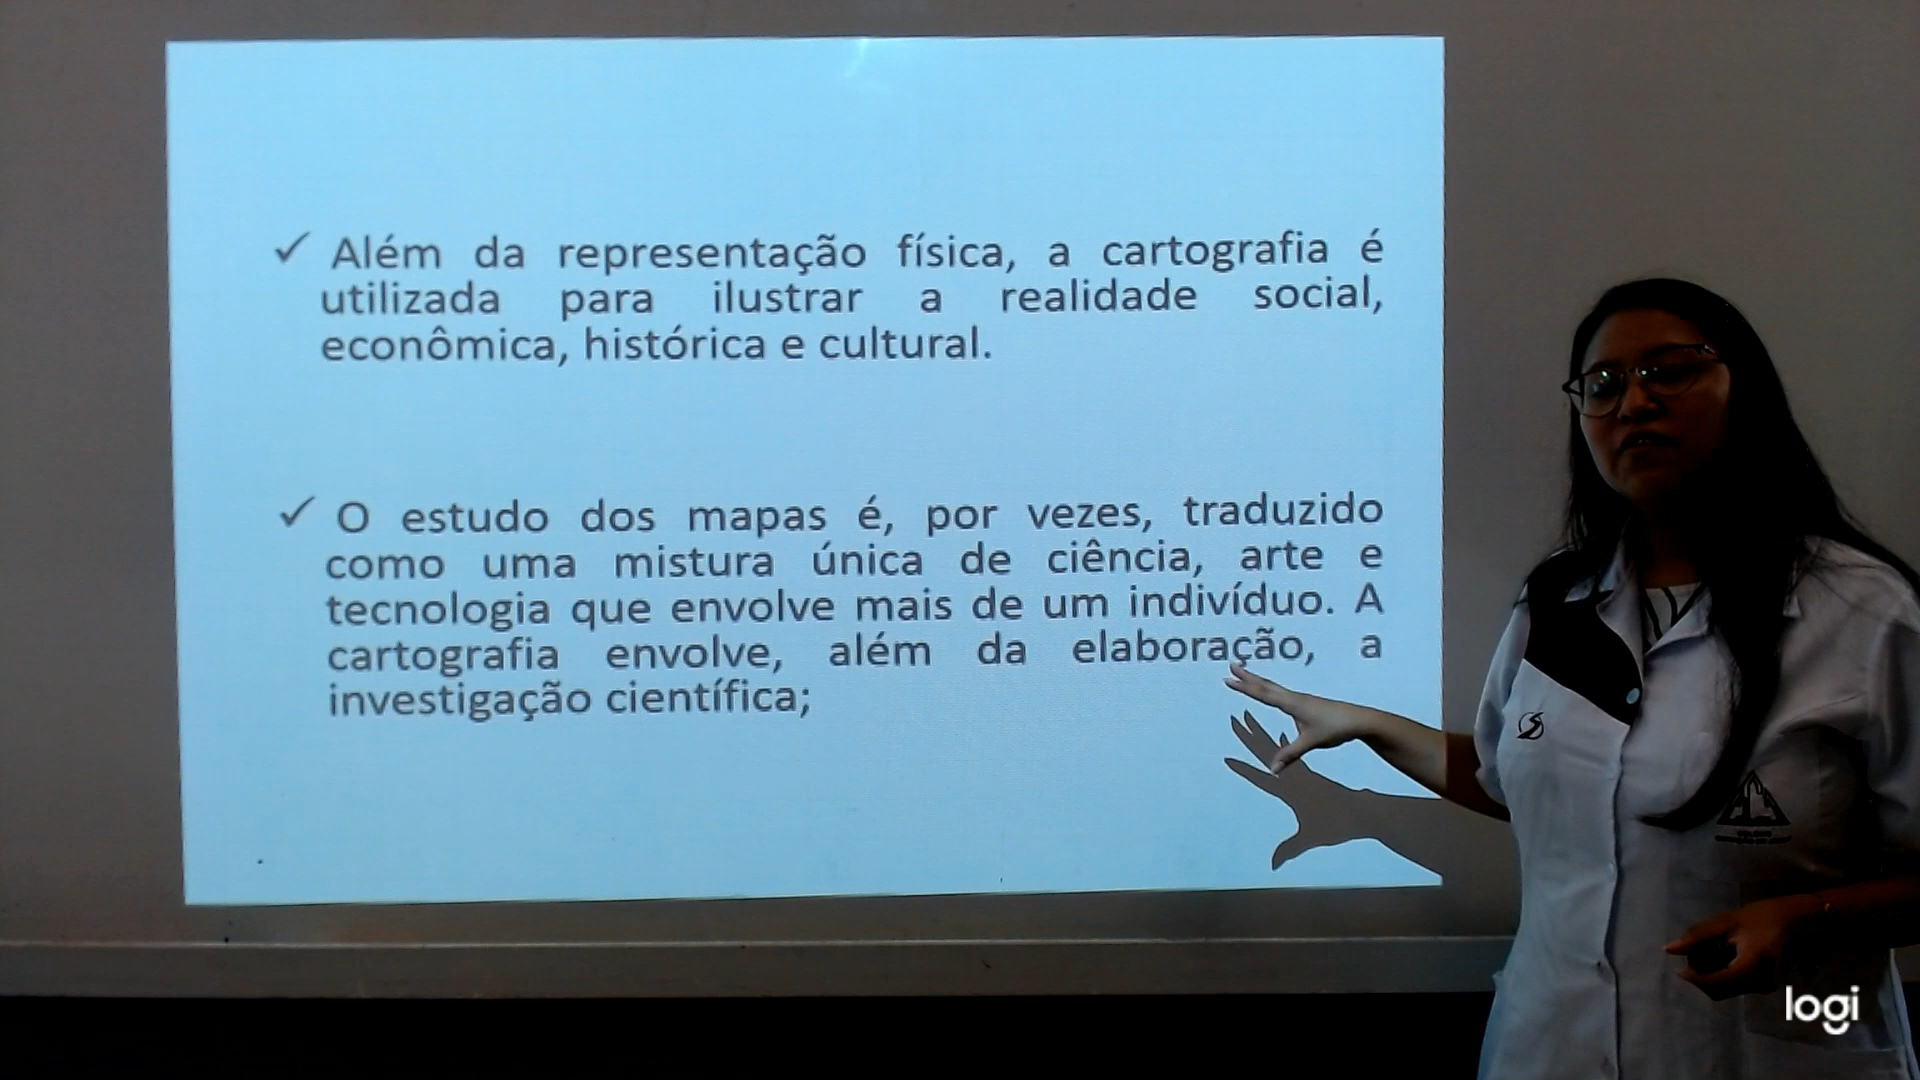 ✓ Além da representação física, a cartografia é
utilizada para ilustrar a realidade social,
econômica, histórica e cultural.
✓ O estudo dos mapas é, por vezes, traduzido
como uma mistura única de ciência, arte e
tecnologia que envolve mais de um indivíduo. A
cartografia envolve, além da elaboração, a
investigação científica;
logi